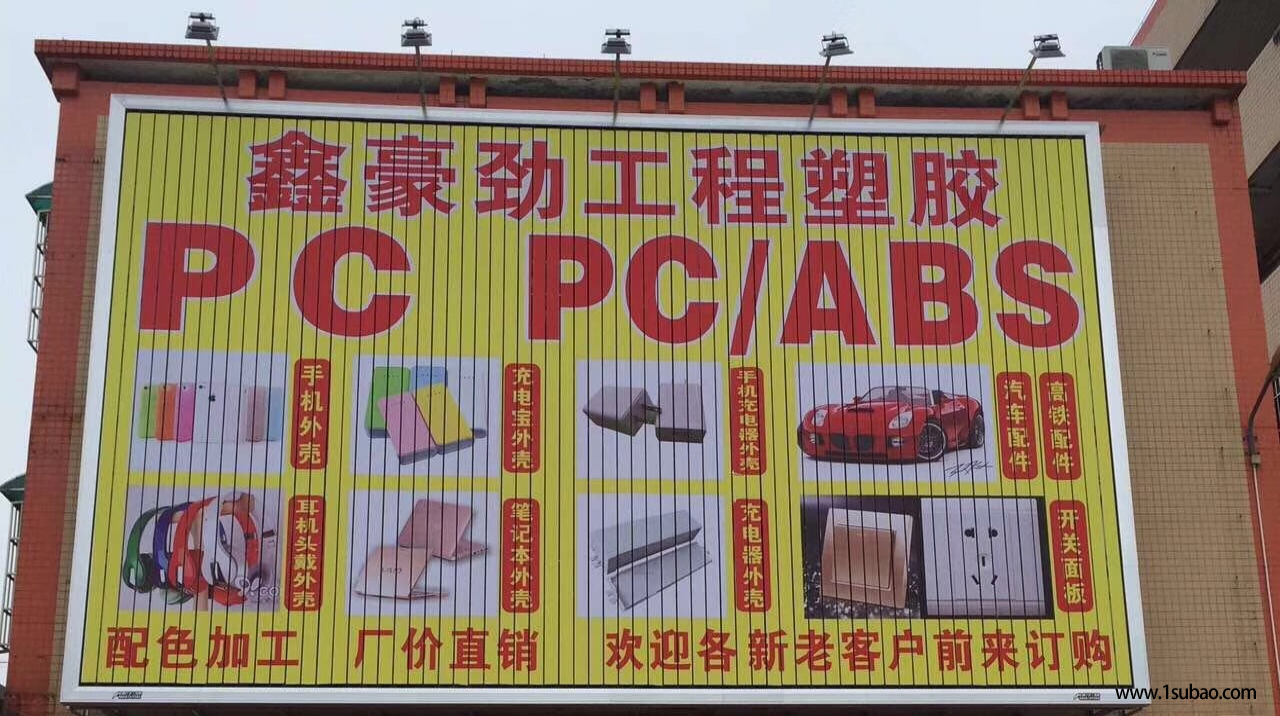 鑫豪劲工程塑胶
PC PC/ABS
手机外壳
充电宝外壳
手机充电器外壳
汽车配件
高铁配件
耳机头戴外壳
笔记本外壳
充电器外壳
开关面板
配色加工 厂价直销 欢迎各新老客户前来订购
www.1subao.com